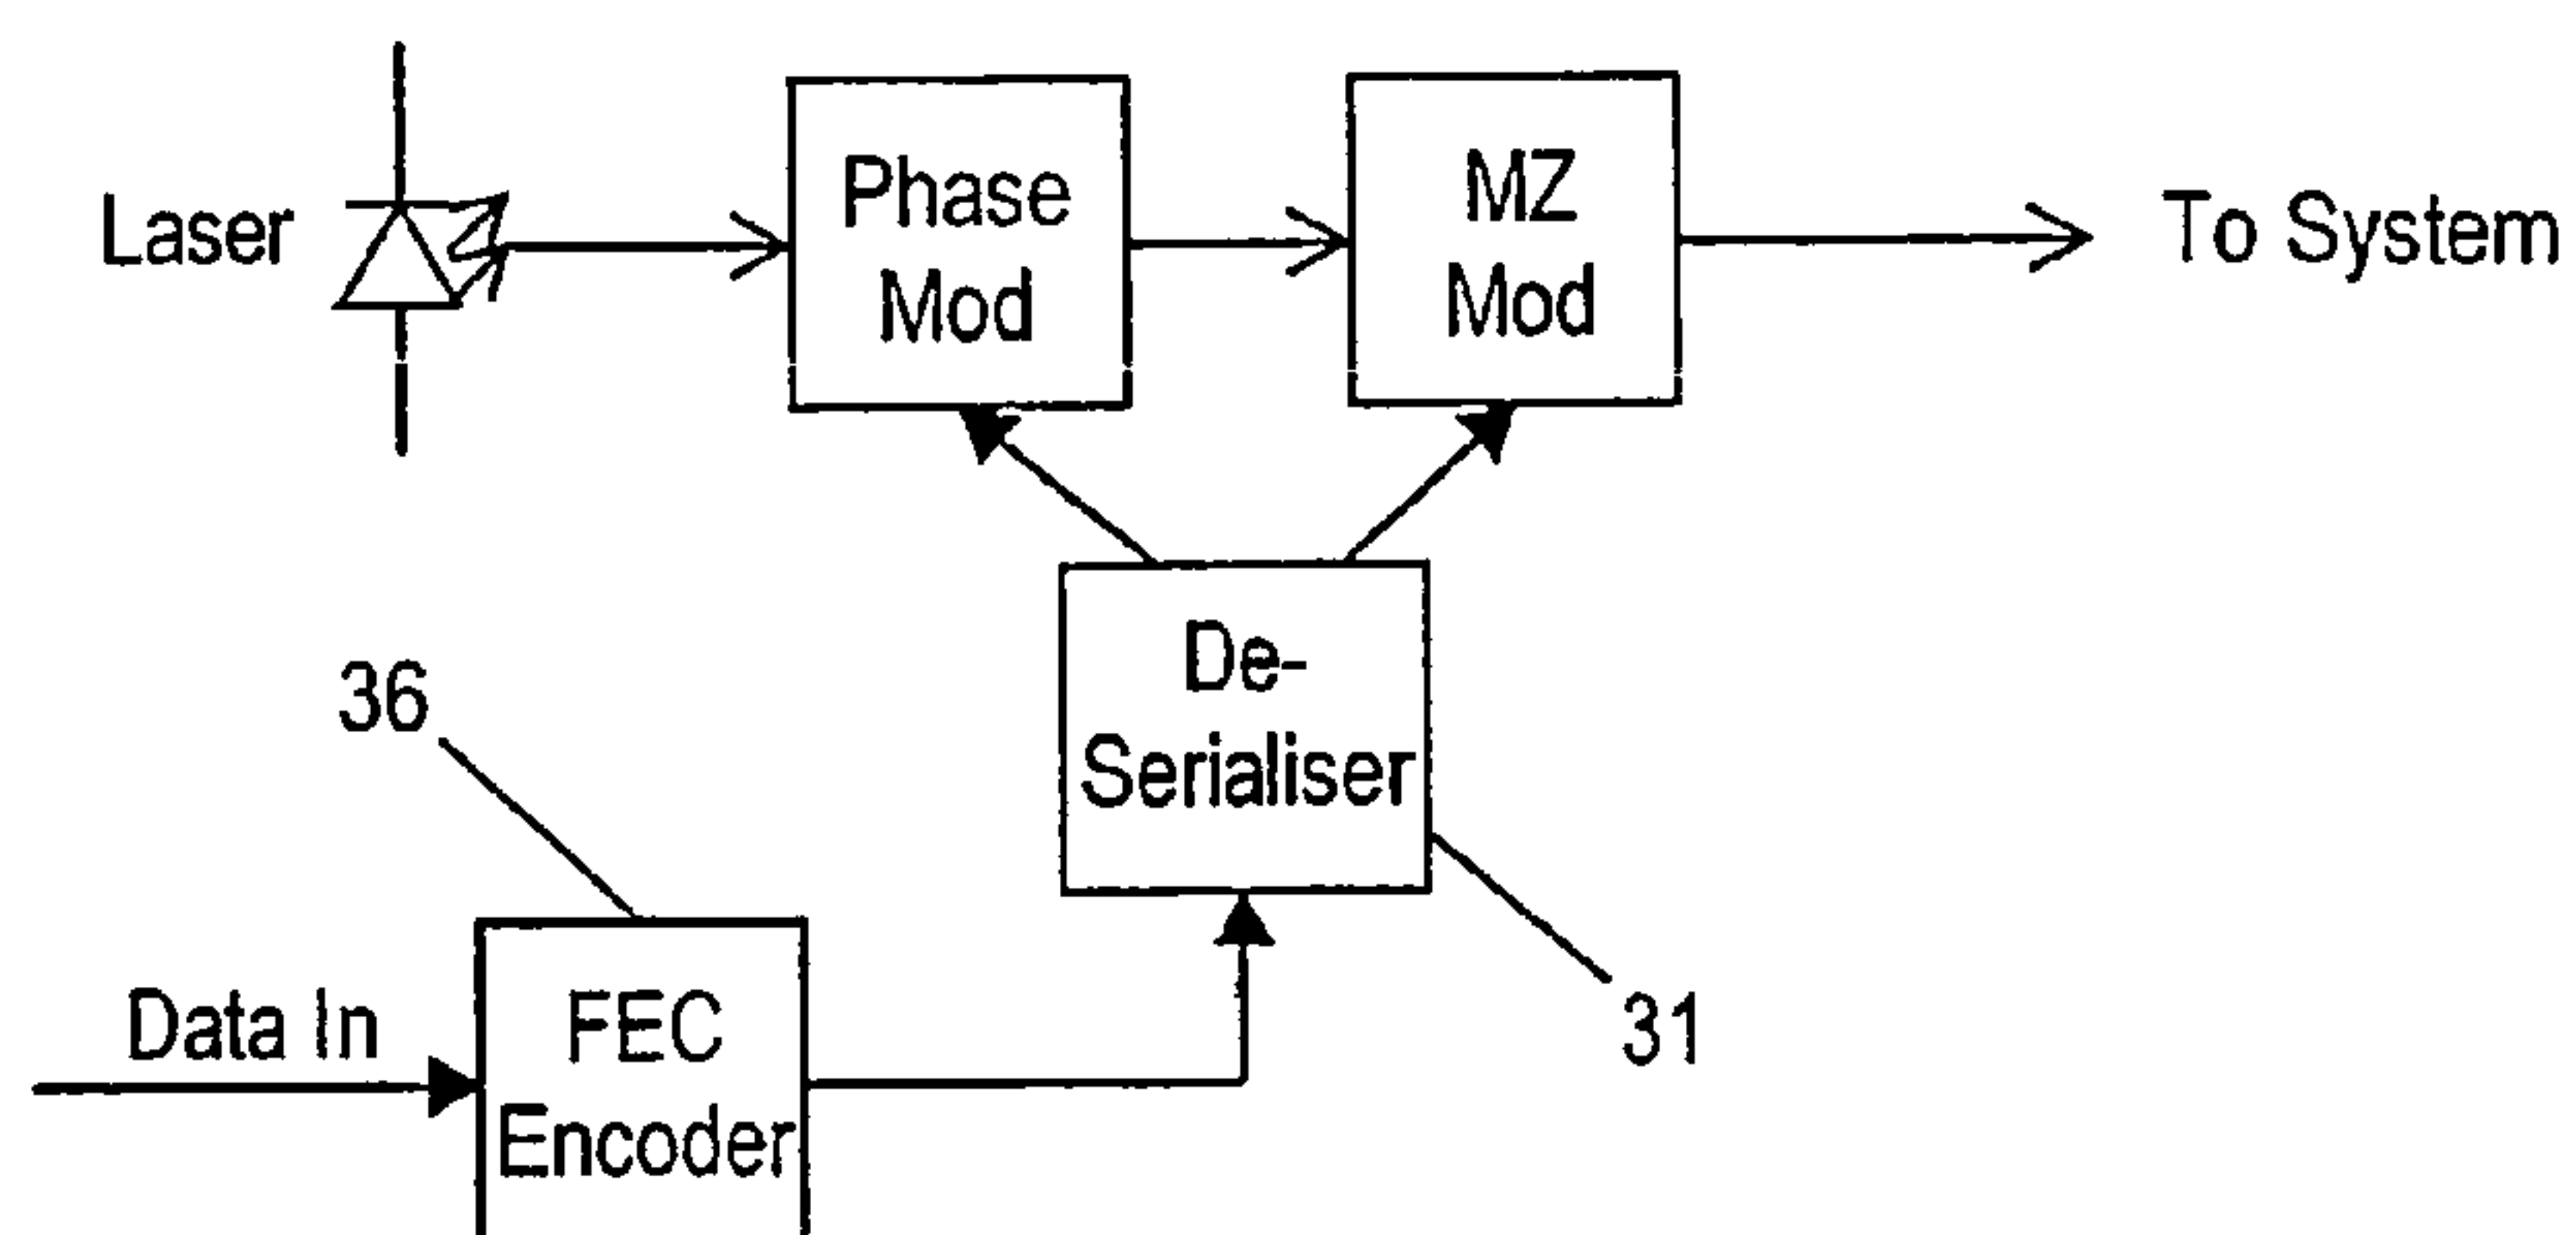 Laser
Phase
Mod
MZ
Mod
To System
De-
Serialiser
36
31
Data In
FEC
Encoder